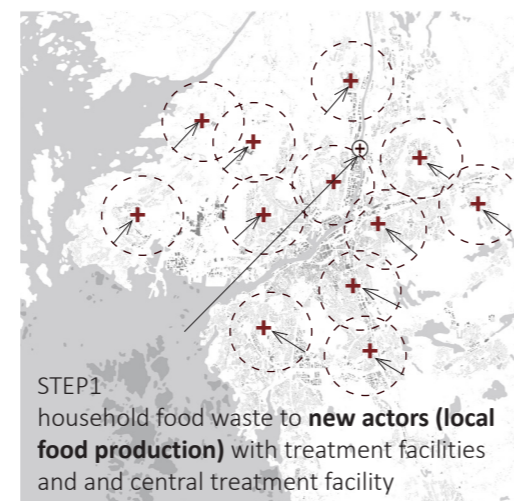 STEP1
household food waste to new actors (local
food production) with treatment facilities
and and central treatment facility